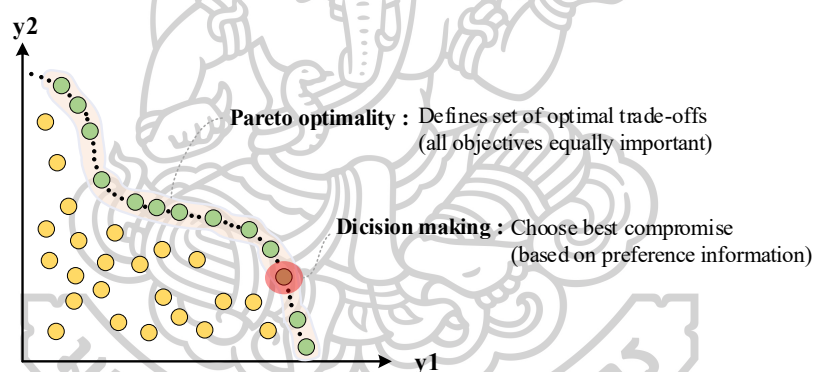 y2
Pareto optimality : Defines set of optimal trade-offs
(all objectives equally important)
Dicision making : Choose best compromise
(based on preference information)
y1